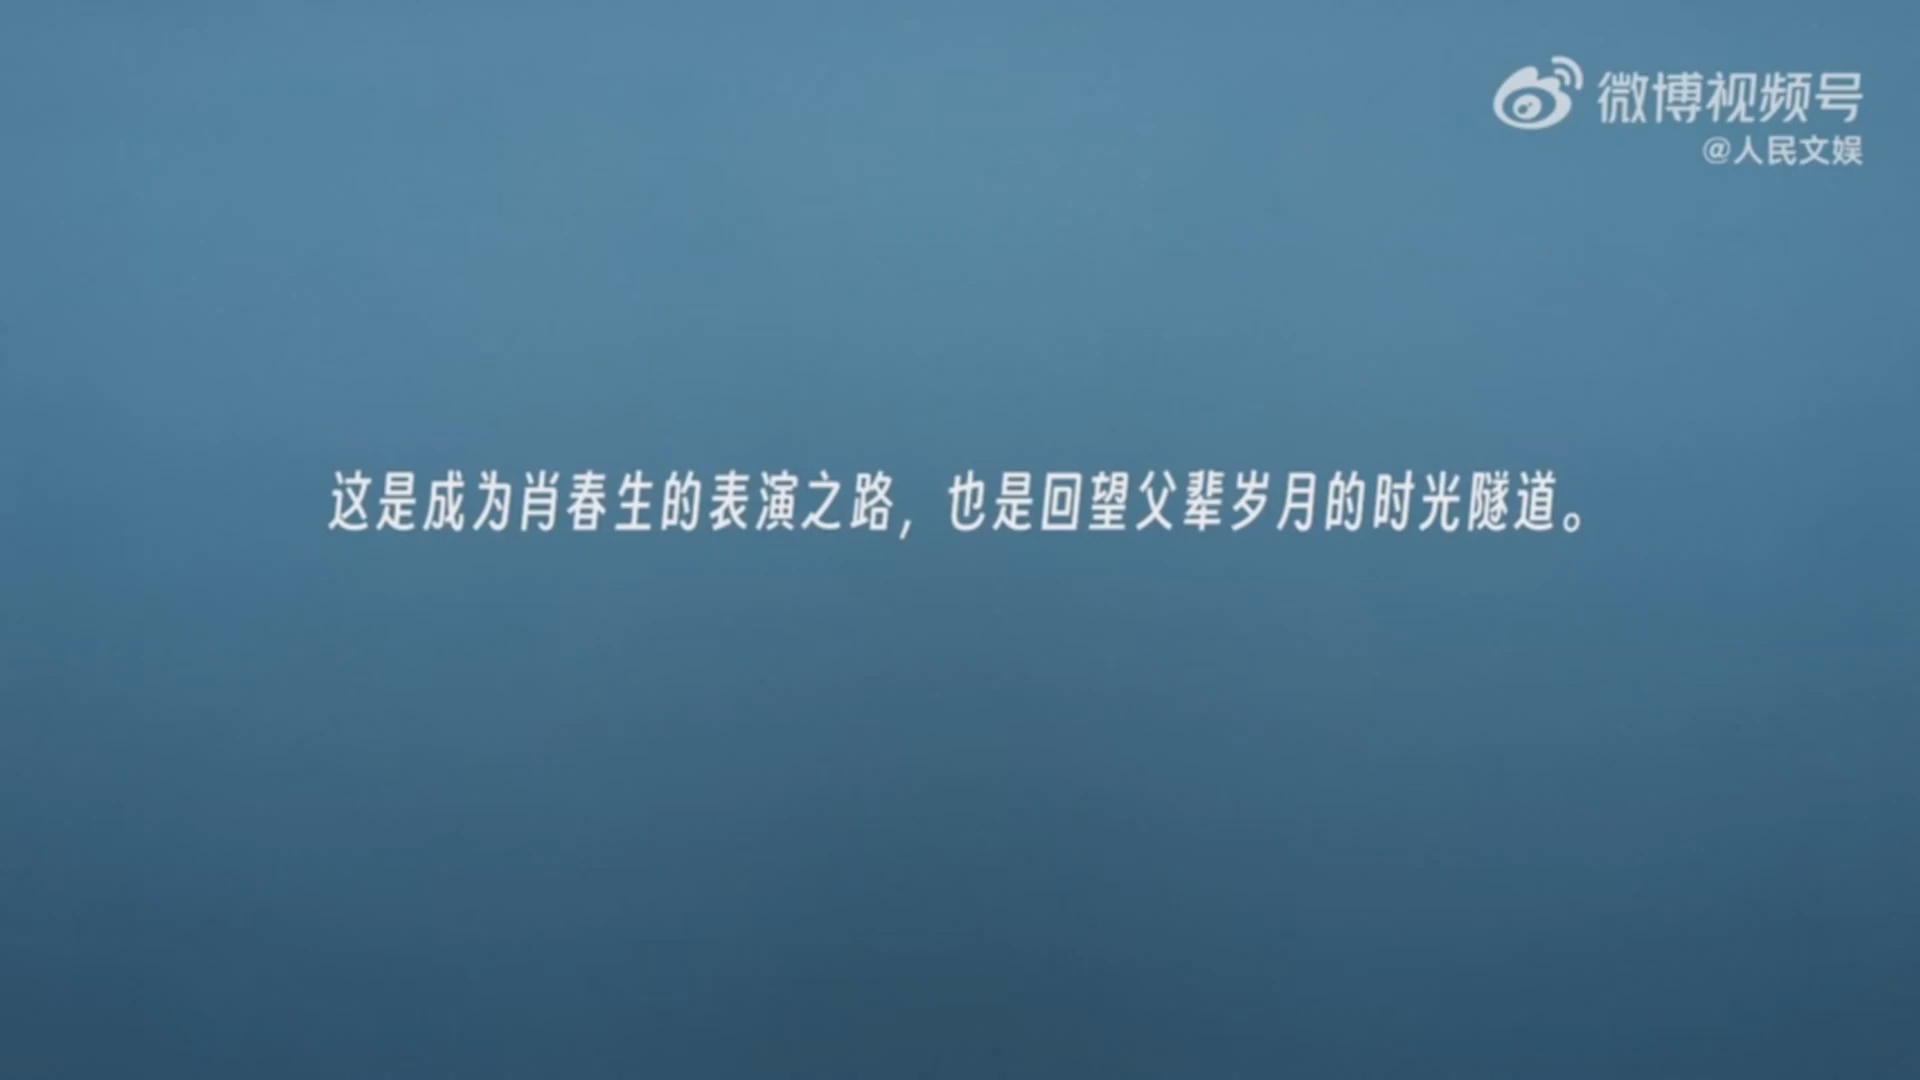 微博视频号
@人民文娱
这是成为肖春生的表演之路，也是回望父辈岁月的时光隧道。